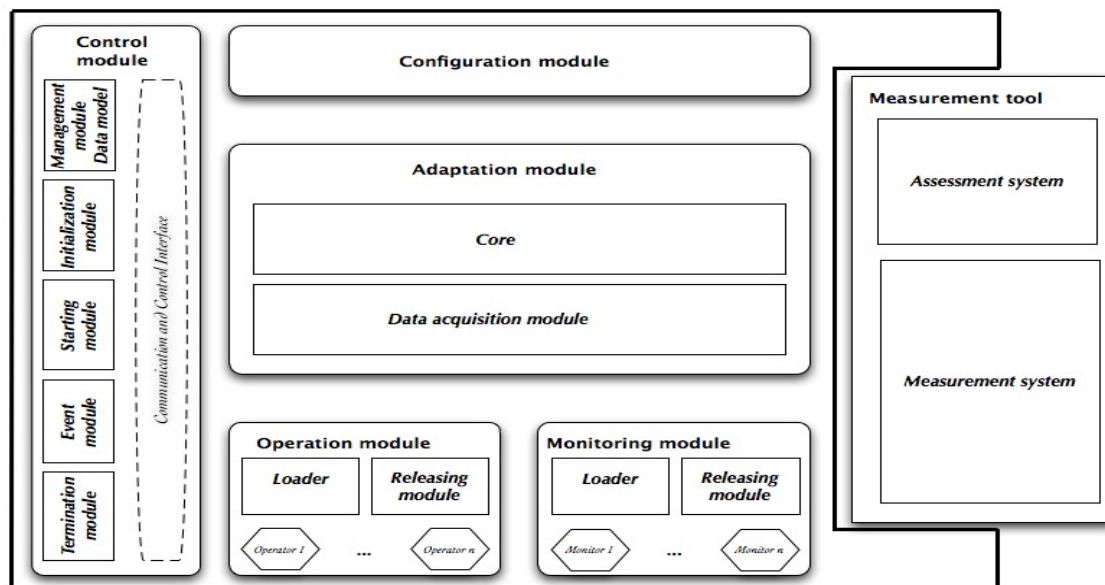 Control
module
Management
module
Data model
Initialization
module
Starting
module
Event
module
Termination
module
Communication and Control Interface
Configuration module
Adaptation module
Core
Data acquisition module
Operation module
Loader
Releasing
module
Operator 1
...
Operator n
Monitoring module
Loader
Releasing
module
Monitor 1
...
Monitor n
Measurement tool
Assessment system
Measurement system